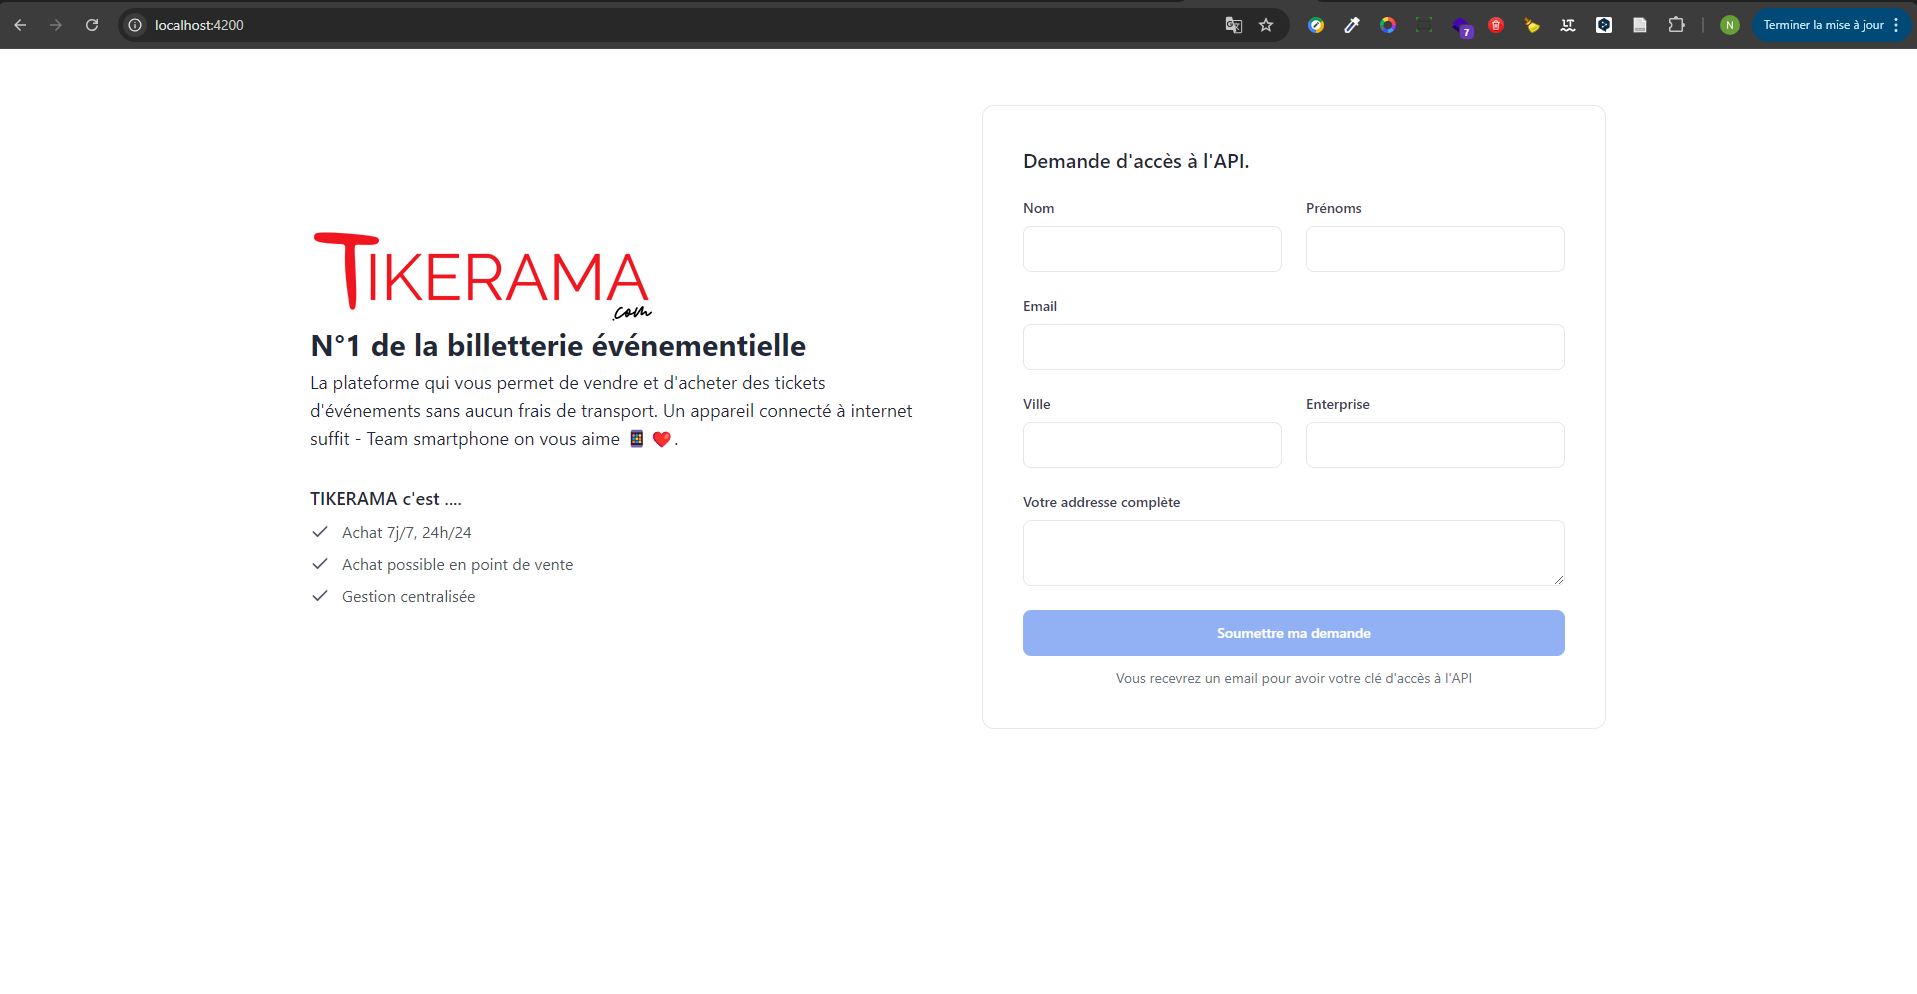 localhost:4200
7
N
Terminer la mise à jour
TIKERAMA
.com
N°1 de la billetterie événementielle
La plateforme qui vous permet de vendre et d'acheter des tickets
d'événements sans aucun frais de transport. Un appareil connecté à internet
suffit - Team smartphone on vous aime 📱 ❤️ .
TIKERAMA c'est ....
Achat 7j/7, 24h/24
Achat possible en point de vente
Gestion centralisée
Demande d'accès à l'API.
Nom
Prénoms
Email
Ville
Enterprise
Votre addresse complète
Soumettre ma demande
Vous recevrez un email pour avoir votre clé d'accès à l'API